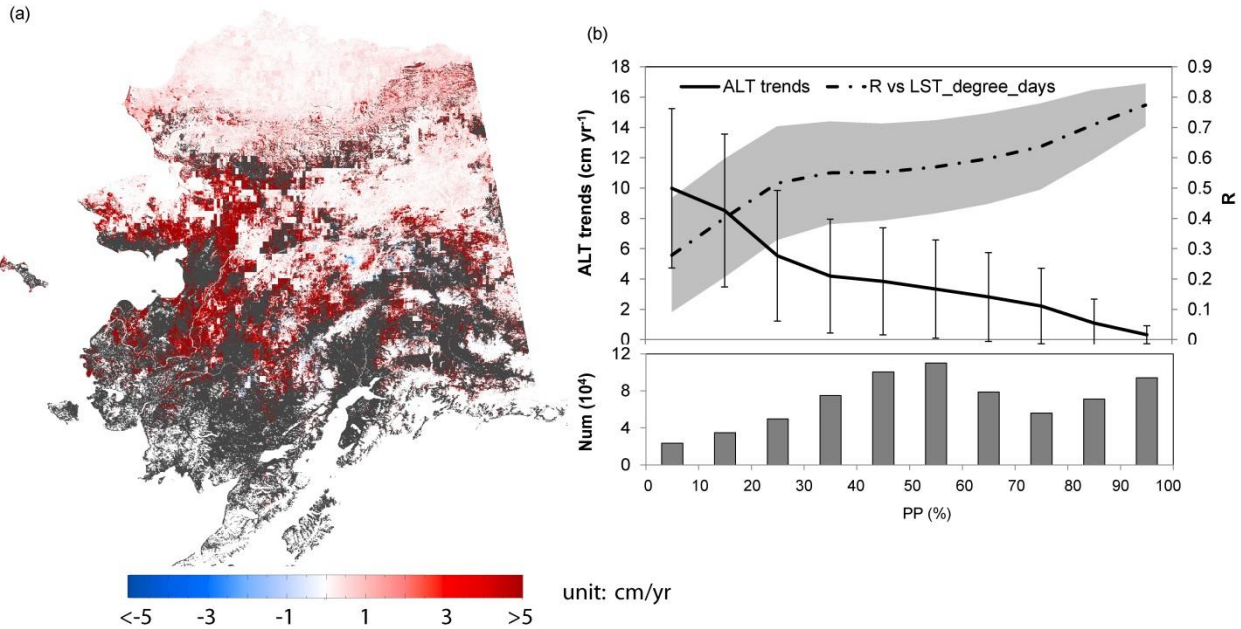 (a)
(b)
ALT trends R vs LST_degree_days
ALT trends (cm yr⁻¹)
18
16
14
12
10
8
6
4
2
0
0.9
0.8
0.7
0.6
0.5
0.4
0.3
0.2
0.1
0
R
Num (10⁴)
12
8
4
0
0 10 20 30 40 50 60 70 80 90 100
PP (%)
<-5 -3 -1 1 3 >5
unit: cm/yr